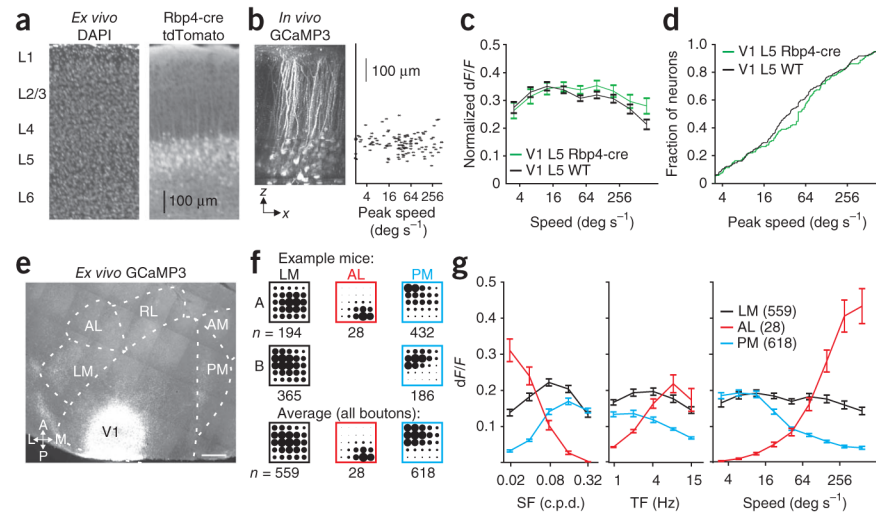 a
Ex vivo
DAPI
Rbp4-cre
tdTomato
L1
L2/3
L4
L5
L6
100 μm
b
In vivo
GCaMP3
100 μm
z
x
4 16 64 256
Peak speed
(deg s⁻¹)
c
Normalized dF/F
0.5
0.4
0.3
0.2
0.1
0
V1 L5 Rbp4-cre
V1 L5 WT
4 16 64 256
Speed (deg s⁻¹)
d
Fraction of neurons
1.0
0.8
0.6
0.4
0.2
0
V1 L5 Rbp4-cre
V1 L5 WT
4 16 64 256
Peak speed (deg s⁻¹)
e
Ex vivo GCaMP3
AL
RL
AM
LM
PM
V1
A
L M
P
f
Example mice:
LM AL PM
A
n = 194 28 432
B
365 186
Average (all boutons):
n = 559 28 618
g
dF/F
0.5
0.4
0.3
0.2
0.1
0.02 0.08 0.32
SF (c.p.d.)
1 4 15
TF (Hz)
LM (559)
AL (28)
PM (618)
4 16 64 256
Speed (deg s⁻¹)